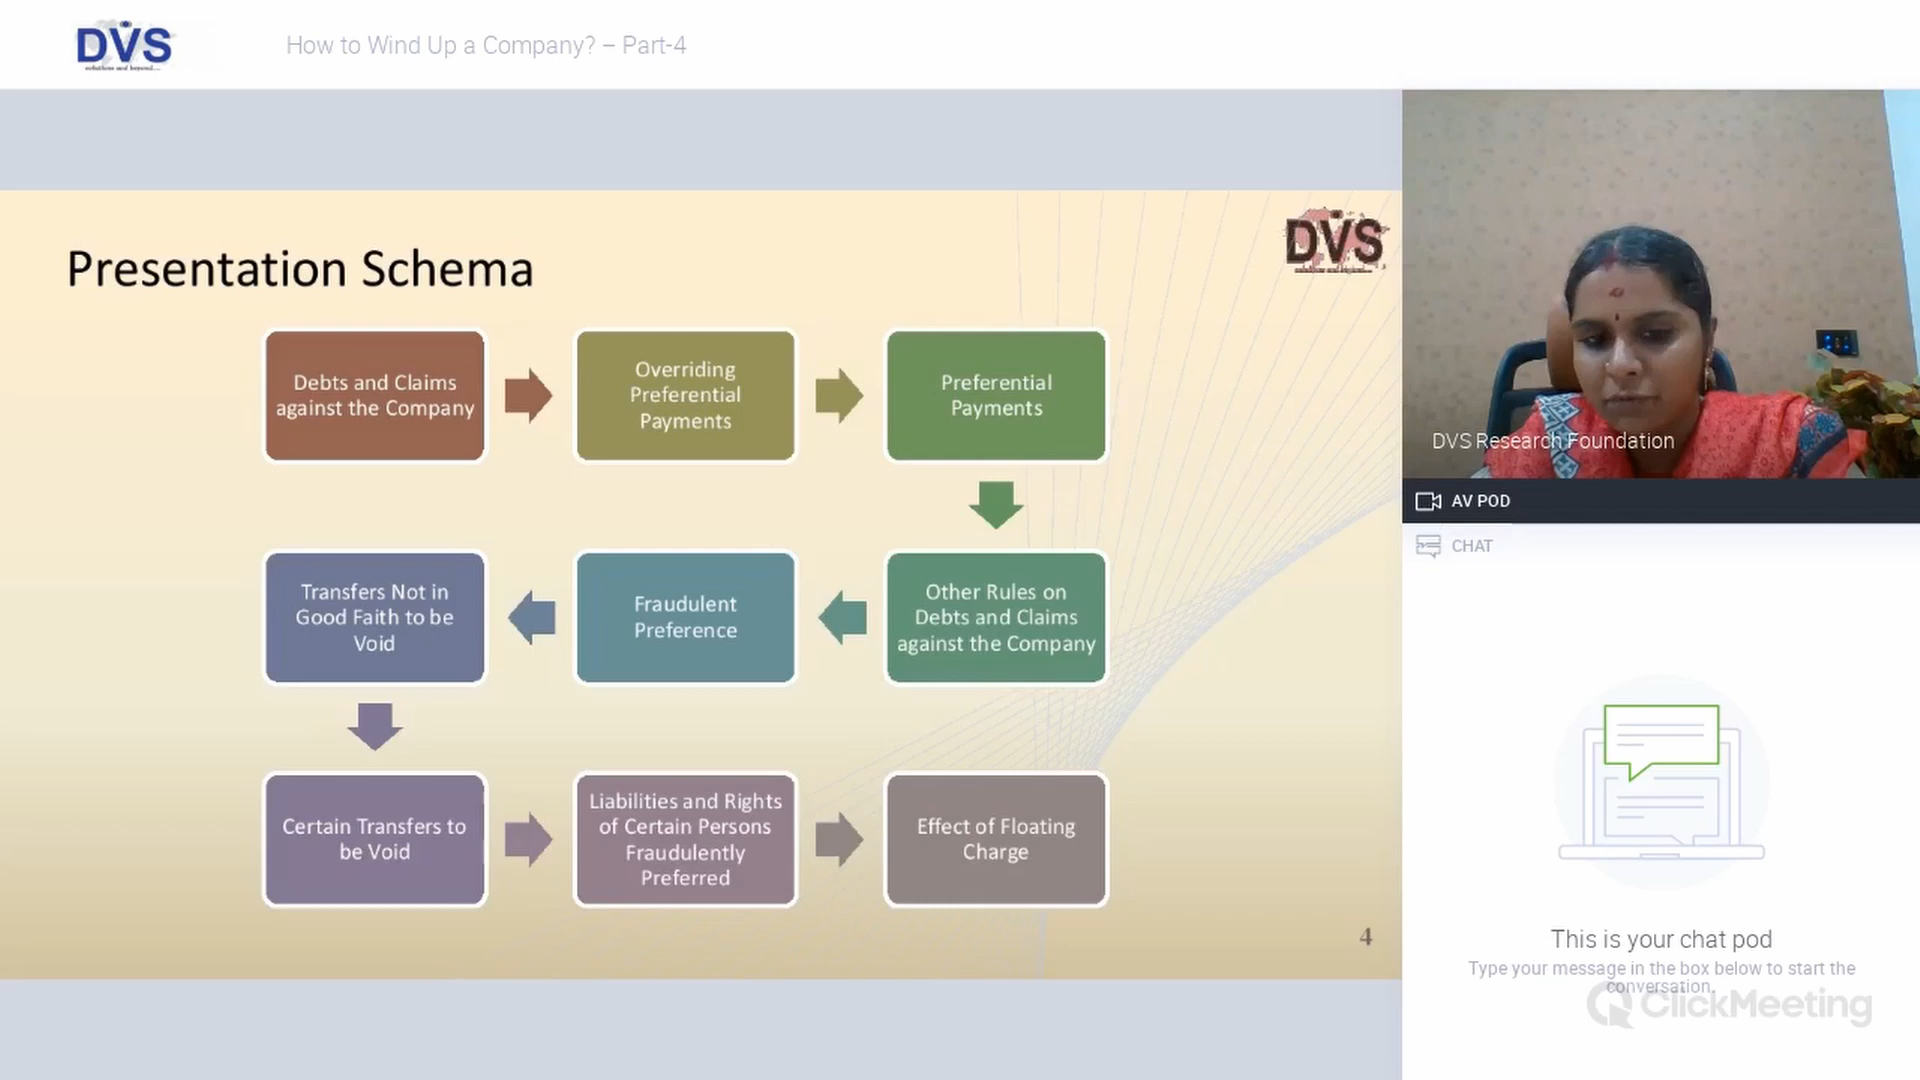 DVS
solutions and beyond....
How to Wind Up a Company? – Part-4
Presentation Schema
DVS
Debts and Claims
against the Company
Overriding
Preferential
Payments
Preferential
Payments
Transfers Not in
Good Faith to be
Void
Fraudulent
Preference
Other Rules on
Debts and Claims
against the Company
Certain Transfers to
be Void
Liabilities and Rights
of Certain Persons
Fraudulently
Preferred
Effect of Floating
Charge
4
DVS Research Foundation
AV POD
CHAT
This is your chat pod
Type your message in the box below to start the
conversation.
ClickMeeting